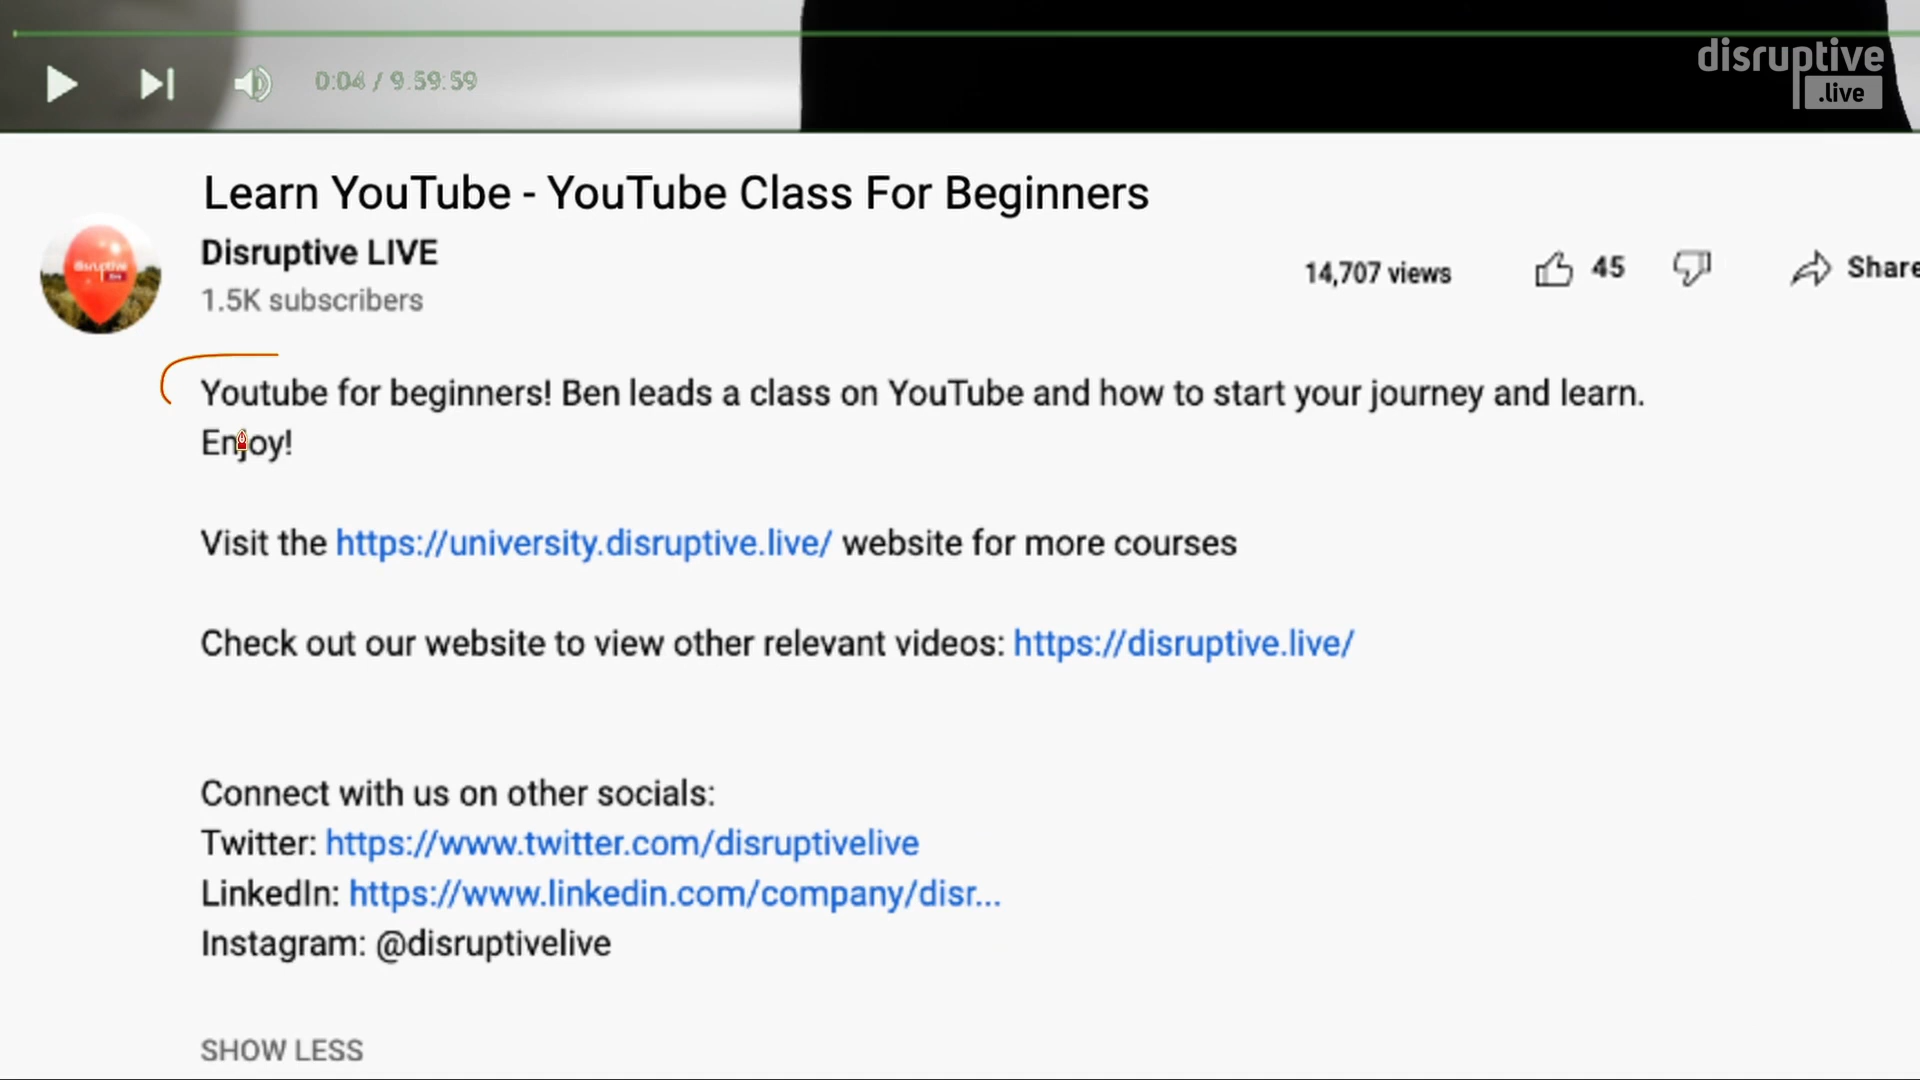 disruptive
.live
0:04 / 9:59:59
Learn YouTube - YouTube Class For Beginners
Disruptive LIVE
1.5K subscribers
14,707 views
45
Share
Youtube for beginners! Ben leads a class on YouTube and how to start your journey and learn.
Enjoy!
Visit the https://university.disruptive.live/ website for more courses
Check out our website to view other relevant videos: https://disruptive.live/
Connect with us on other socials:
Twitter: https://www.twitter.com/disruptivelive
LinkedIn: https://www.linkedin.com/company/disr...
Instagram: @disruptivelive
SHOW LESS